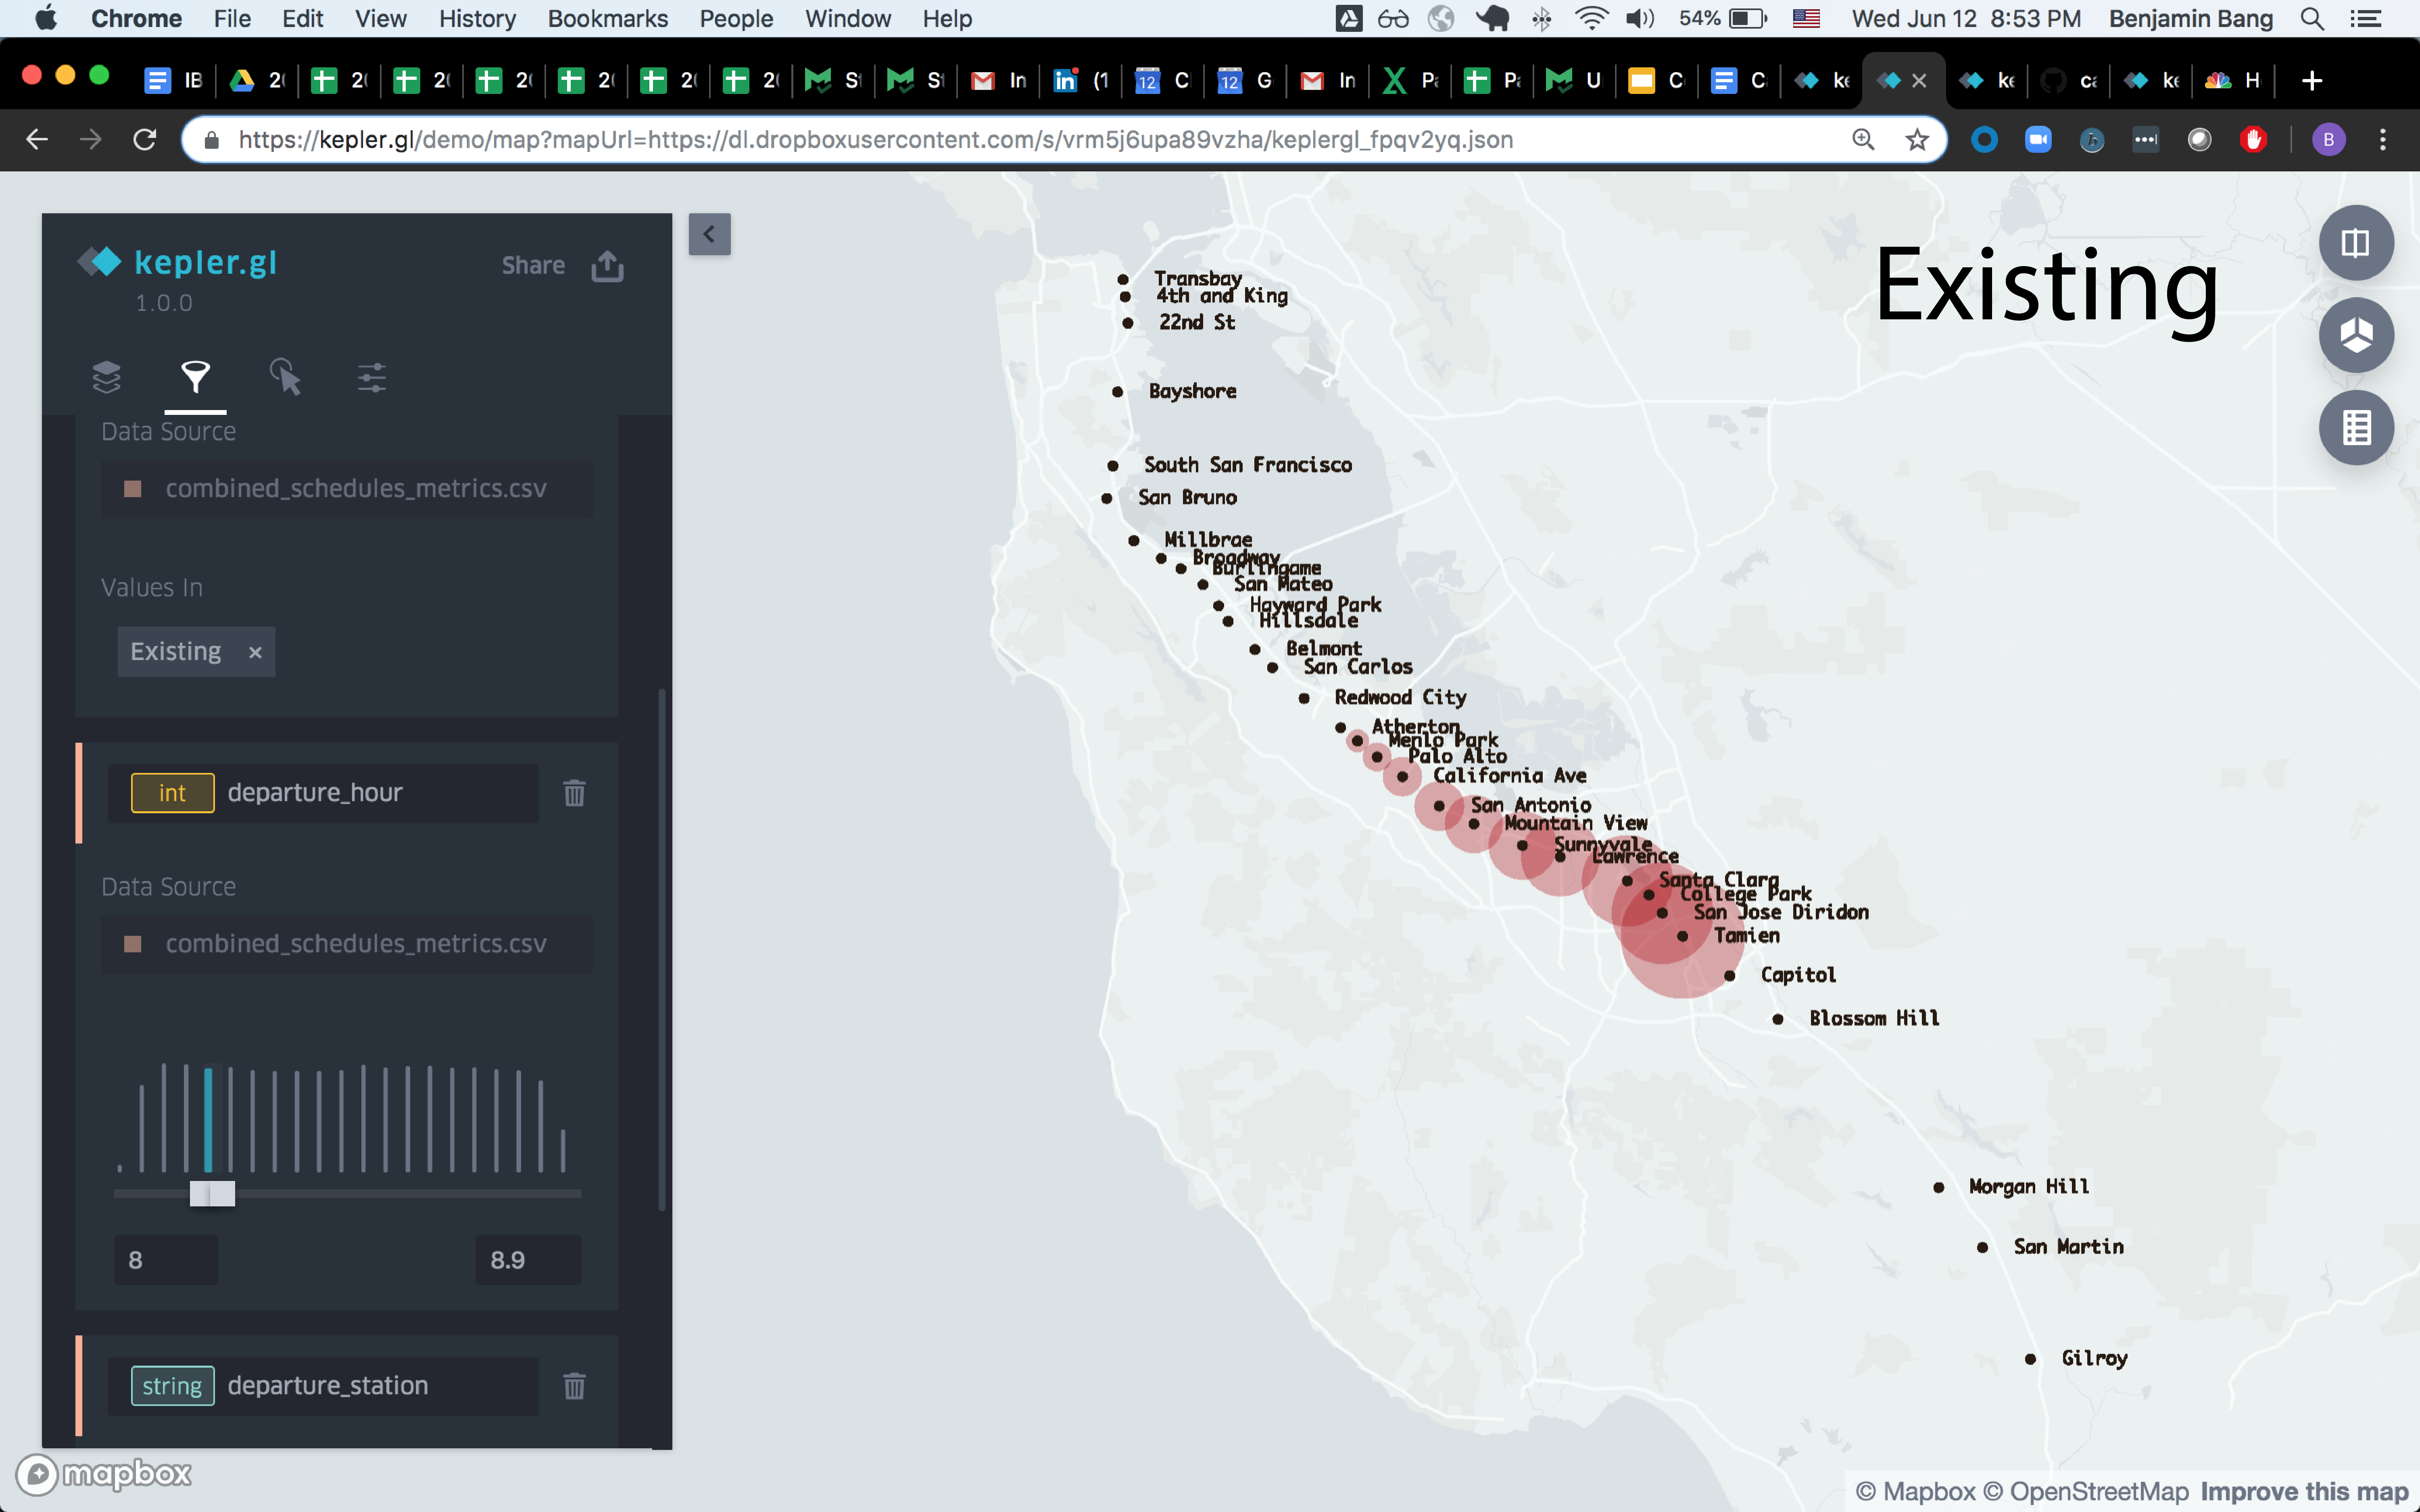 Chrome File Edit View History Bookmarks People Window Help 54% Wed Jun 12 8:53 PM Benjamin Bang
IB 2 2 2 2 2 2 2 S S In (1 12 C 12 G In P P U C C ke ke ca ke H
https://kepler.gl/demo/map?mapUrl=https://dl.dropboxusercontent.com/s/vrm5j6upa89vzha/keplergl_fpqv2yq.json B
kepler.gl
Share
1.0.0
Data Source
combined_schedules_metrics.csv
Values In
Existing
int departure_hour
Data Source
combined_schedules_metrics.csv
8 8.9
string departure_station
mapbox
Existing
Transbay
4th and King
22nd St
Bayshore
South San Francisco
San Bruno
Millbrae
Broadway
Burlingame
San Mateo
Hayward Park
Hillsdale
Belmont
San Carlos
Redwood City
Atherton
Menlo Park
Palo Alto
California Ave
San Antonio
Mountain View
Sunnyvale
Lawrence
Santa Clara
College Park
San Jose Diridon
Tamien
Capitol
Blossom Hill
Morgan Hill
San Martin
Gilroy
© Mapbox © OpenStreetMap Improve this map